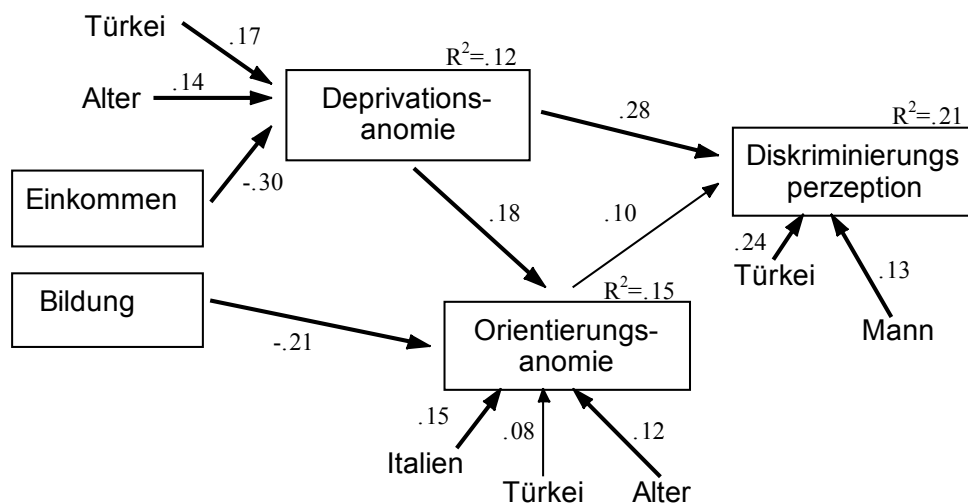 Türkei
.17
R²=.12
Alter
.14
Deprivations-
anomie
.28
R²=.21
Diskriminierungs
perzeption
-.30
Einkommen
.18
.10
.24
Türkei
.13
Mann
Bildung
-.21
R²=.15
Orientierungs-
anomie
.15
Italien
.08
Türkei
.12
Alter